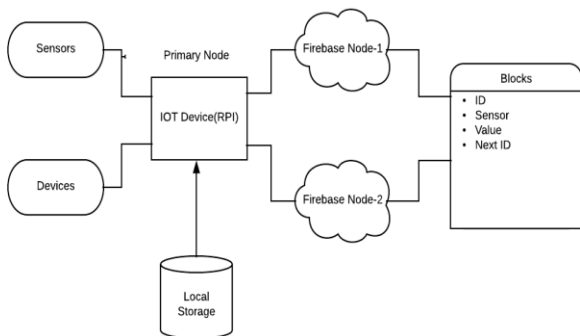 Sensors
Primary Node
Firebase Node-1
IOT Device(RPI)
Blocks
• ID
• Sensor
• Value
• Next ID
Devices
Firebase Node-2
Local
Storage